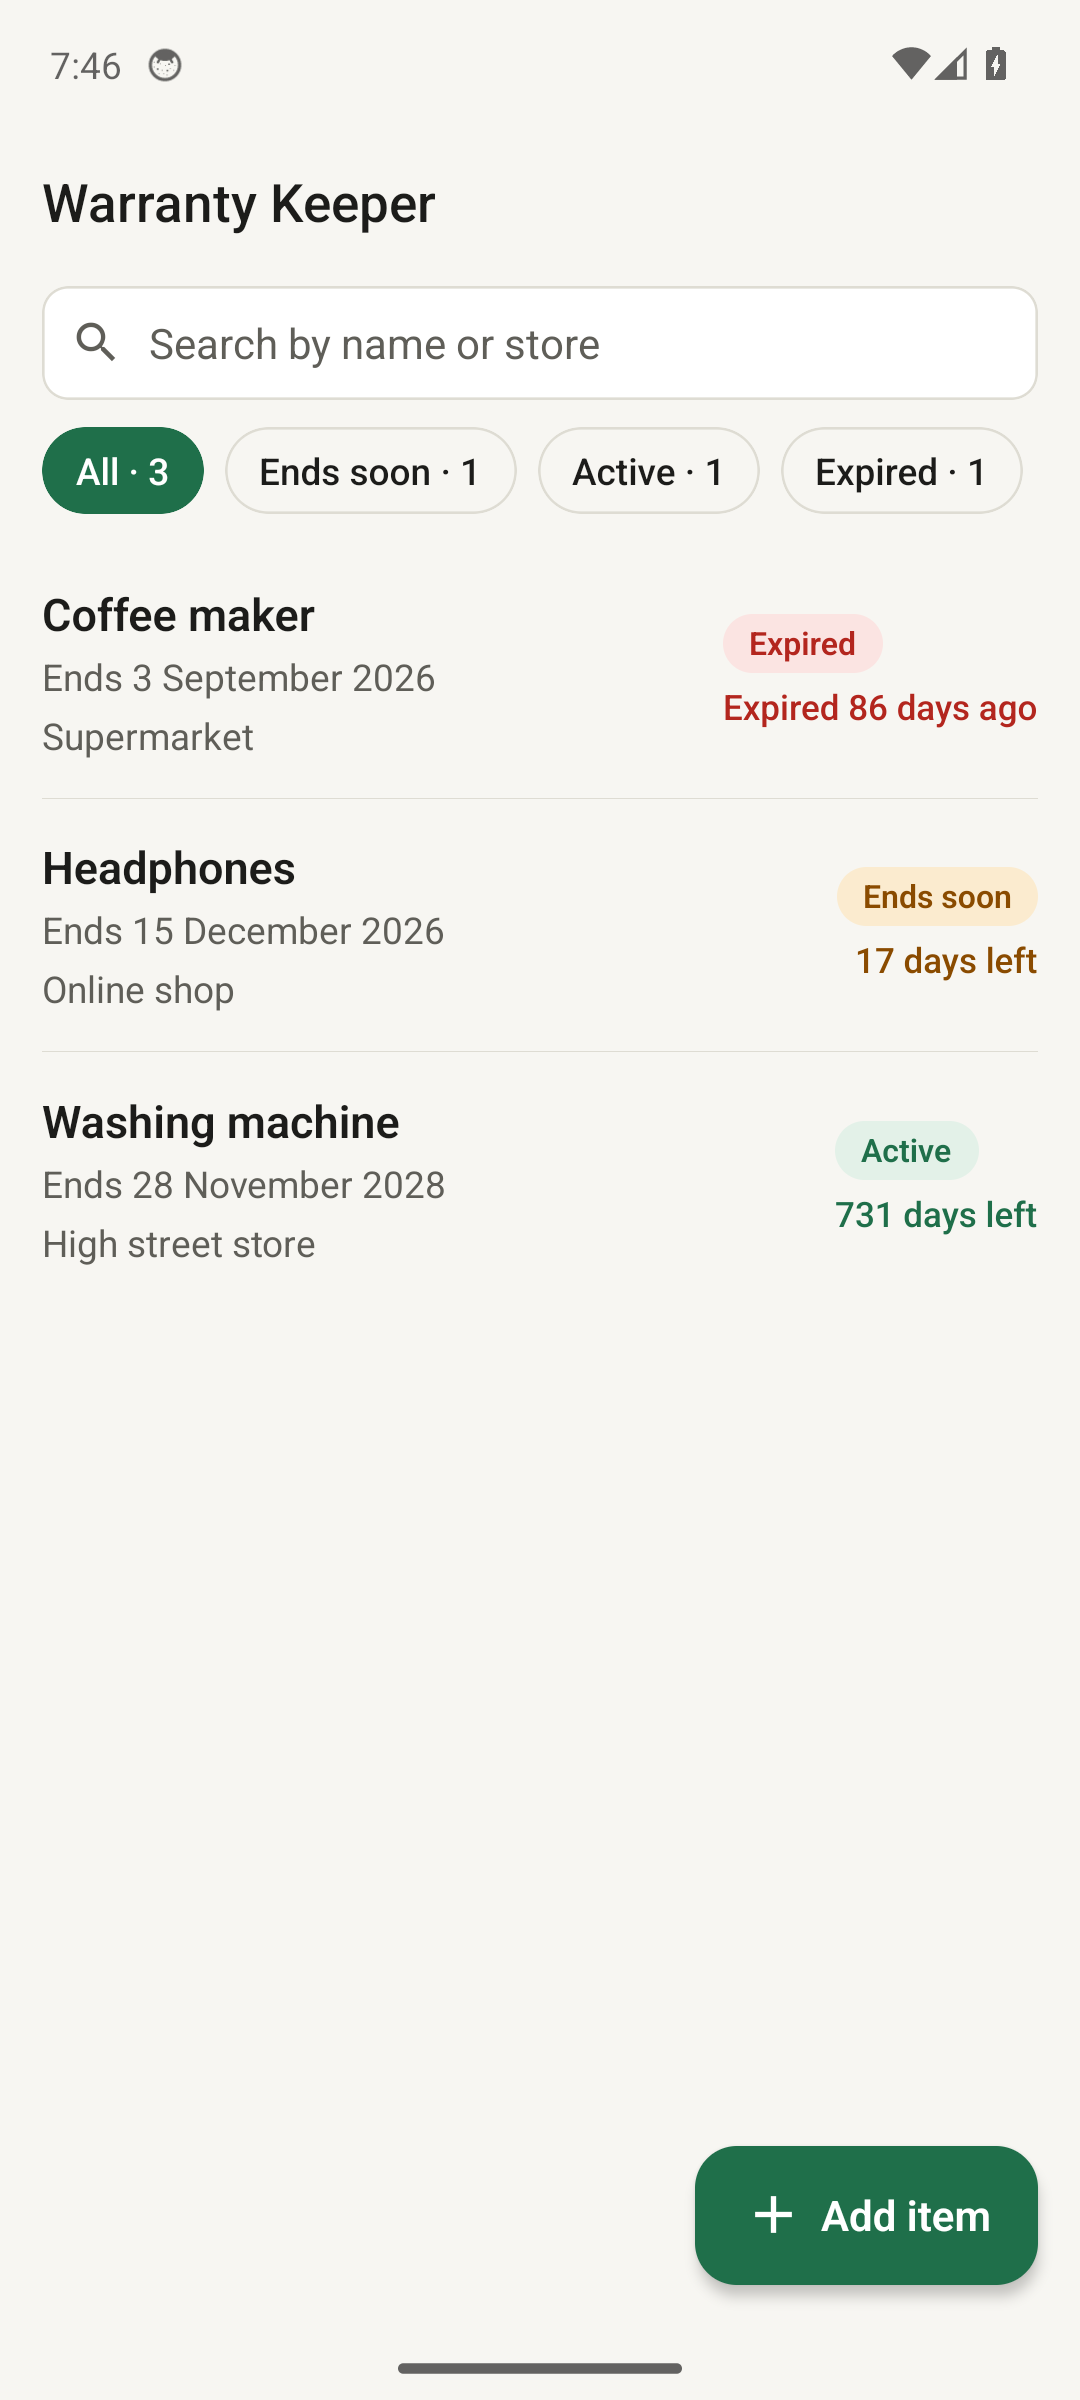 7:46
Warranty Keeper
Search by name or store
All · 3
Ends soon · 1
Active · 1
Expired · 1
Coffee maker
Ends 3 September 2026
Supermarket
Expired
Expired 86 days ago
Headphones
Ends 15 December 2026
Online shop
Ends soon
17 days left
Washing machine
Ends 28 November 2028
High street store
Active
731 days left
Add item